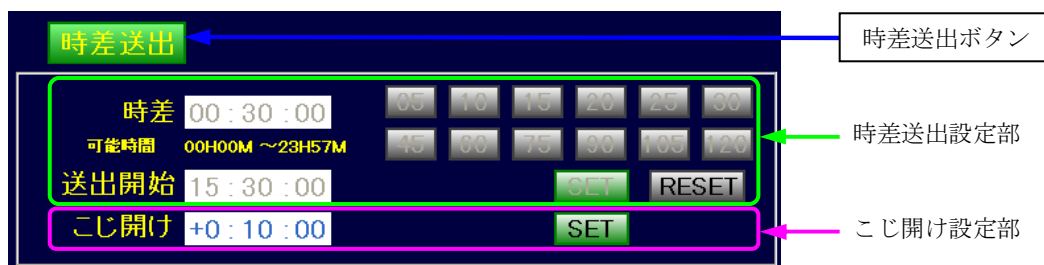 時差送出
時差送出ボタン
時差 00:30:00 05 10 15 20 25 30
可能時間 00H00M ～23H57M 45 60 75 90 105 120
時差送出設定部
送出開始 15:30:00 SET RESET
こじ開け +0:10:00 SET
こじ開け設定部